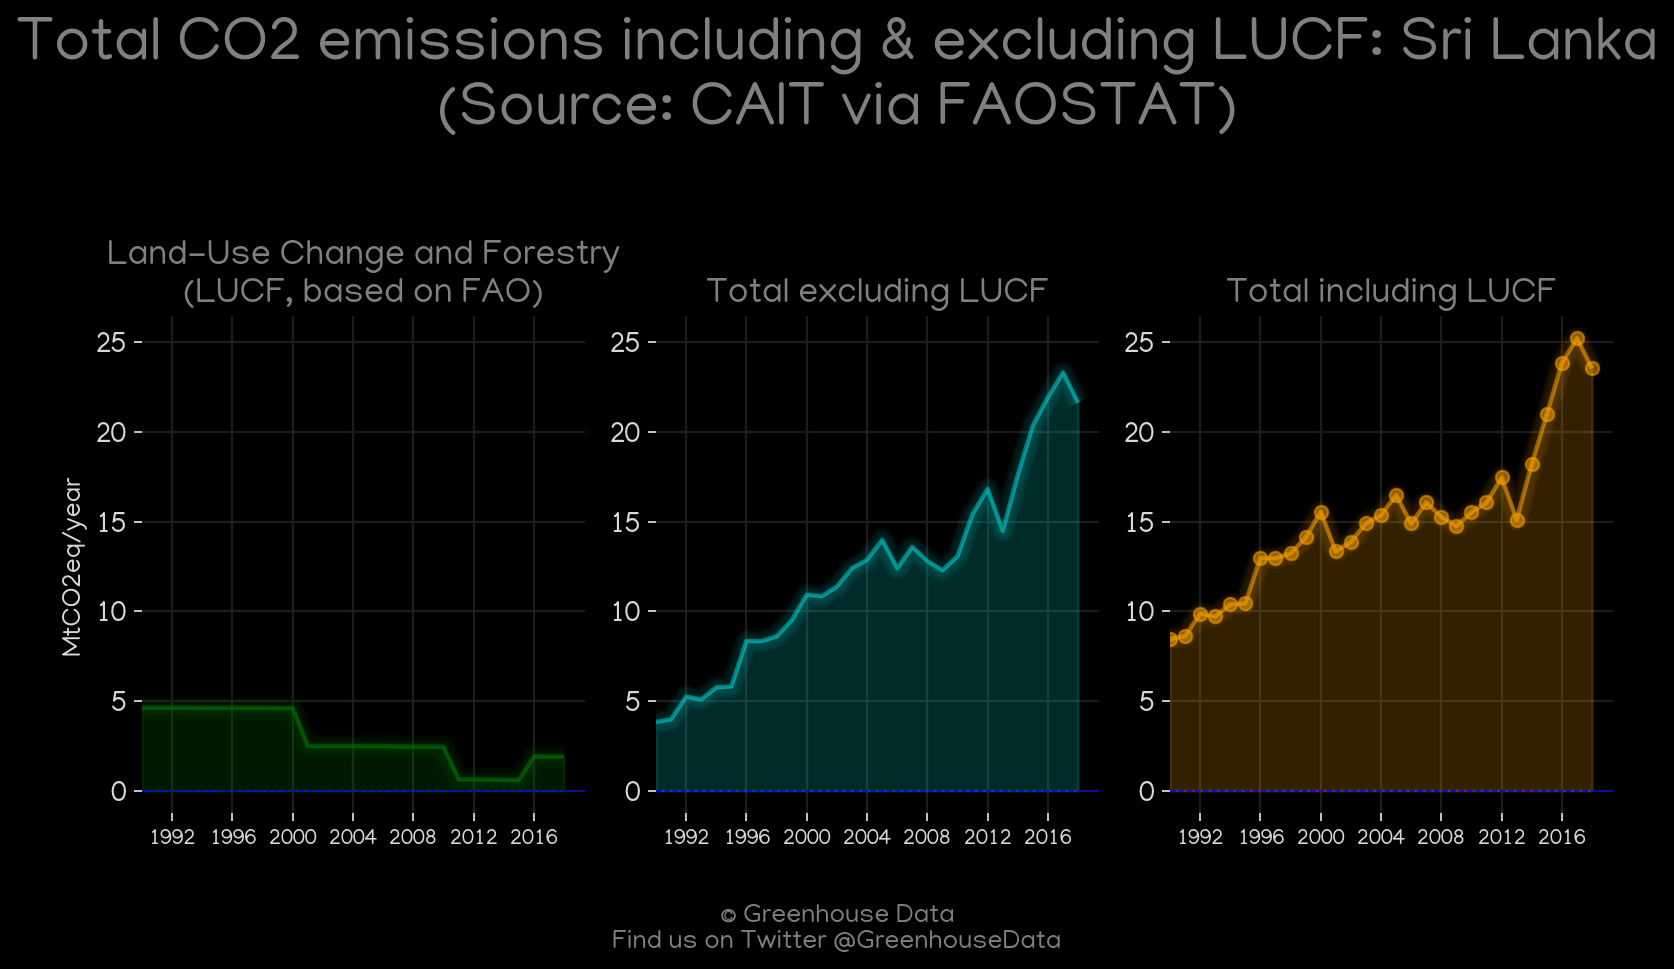 Total CO2 emissions including & excluding LUCF: Sri Lanka
(Source: CAIT via FAOSTAT)
Land-Use Change and Forestry
(LUCF, based on FAO)
Total excluding LUCF
Total including LUCF
MtCO2eq/year
25
20
15
10
5
0
1992 1996 2000 2004 2008 2012 2016
25
20
15
10
5
0
1992 1996 2000 2004 2008 2012 2016
25
20
15
10
5
0
1992 1996 2000 2004 2008 2012 2016
© Greenhouse Data
Find us on Twitter @GreenhouseData